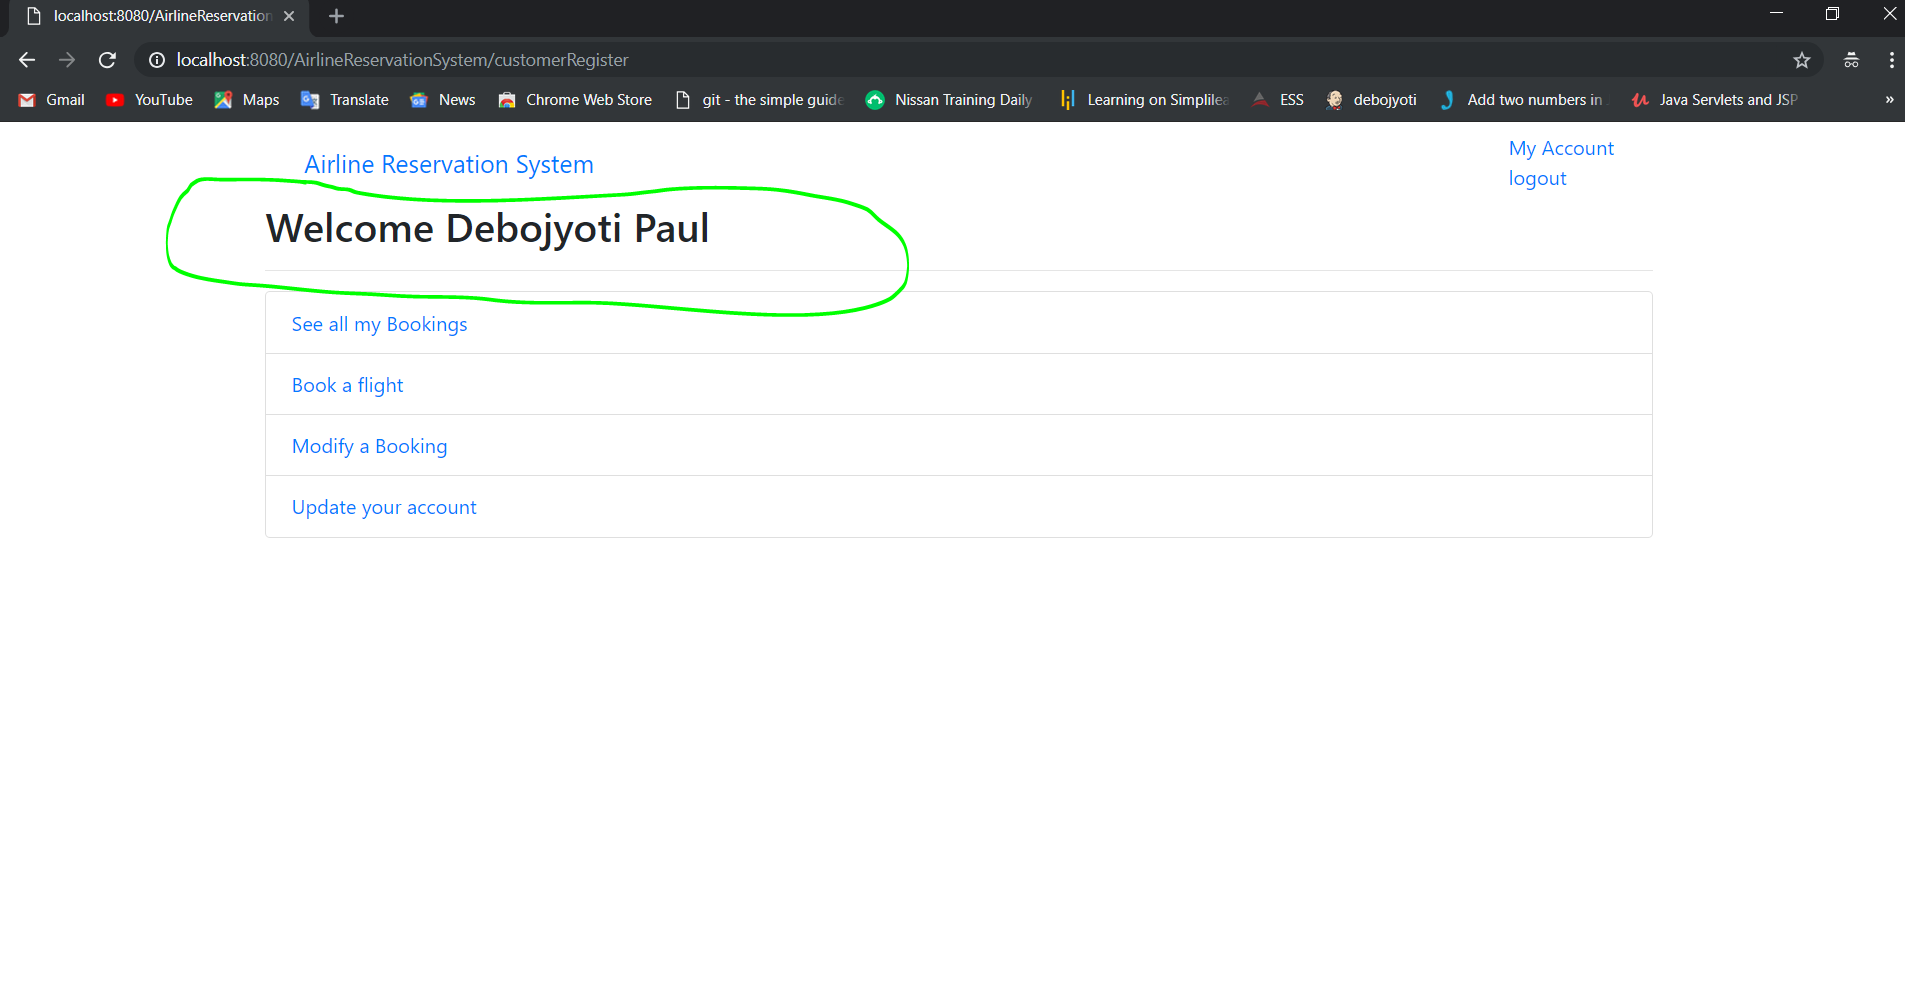 localhost:8080/AirlineReservation
localhost:8080/AirlineReservationSystem/customerRegister
Gmail YouTube Maps Translate News Chrome Web Store git - the simple guide Nissan Training Daily Learning on Simplilea ESS debojyoti Add two numbers in Java Servlets and JSP »
Airline Reservation System
My Account
logout
Welcome Debojyoti Paul
See all my Bookings
Book a flight
Modify a Booking
Update your account